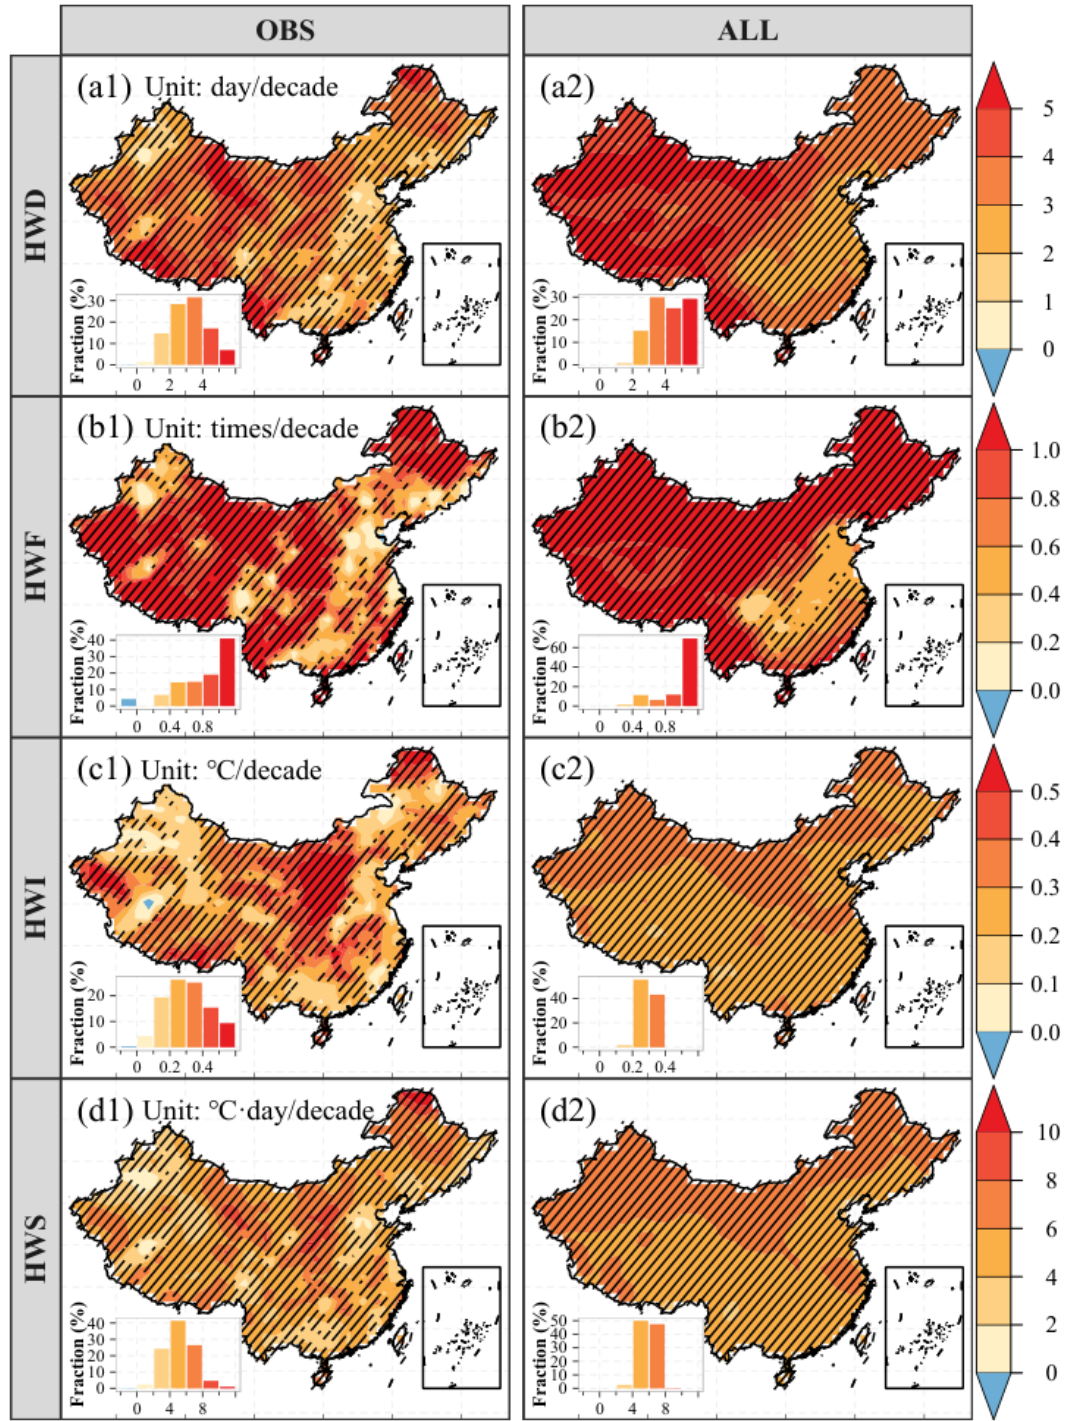 OBS ALL
HWD
(a1) Unit: day/decade
Fraction (%)
30
20
10
0
0 2 4
(a2)
Fraction (%)
30
20
10
0
0 2 4
5
4
3
2
1
0
HWF
(b1) Unit: times/decade
Fraction (%)
40
30
20
10
0
0 0.4 0.8
(b2)
Fraction (%)
60
40
20
0
0 0.4 0.8
1.0
0.8
0.6
0.4
0.2
0.0
HWI
(c1) Unit: °C/decade
Fraction (%)
20
10
0
0 0.2 0.4
(c2)
Fraction (%)
40
20
0
0 0.2 0.4
0.5
0.4
0.3
0.2
0.1
0.0
HWS
(d1) Unit: °C·day/decade
Fraction (%)
40
30
20
10
0
0 4 8
(d2)
Fraction (%)
50
40
30
20
10
0
0 4 8
10
8
6
4
2
0